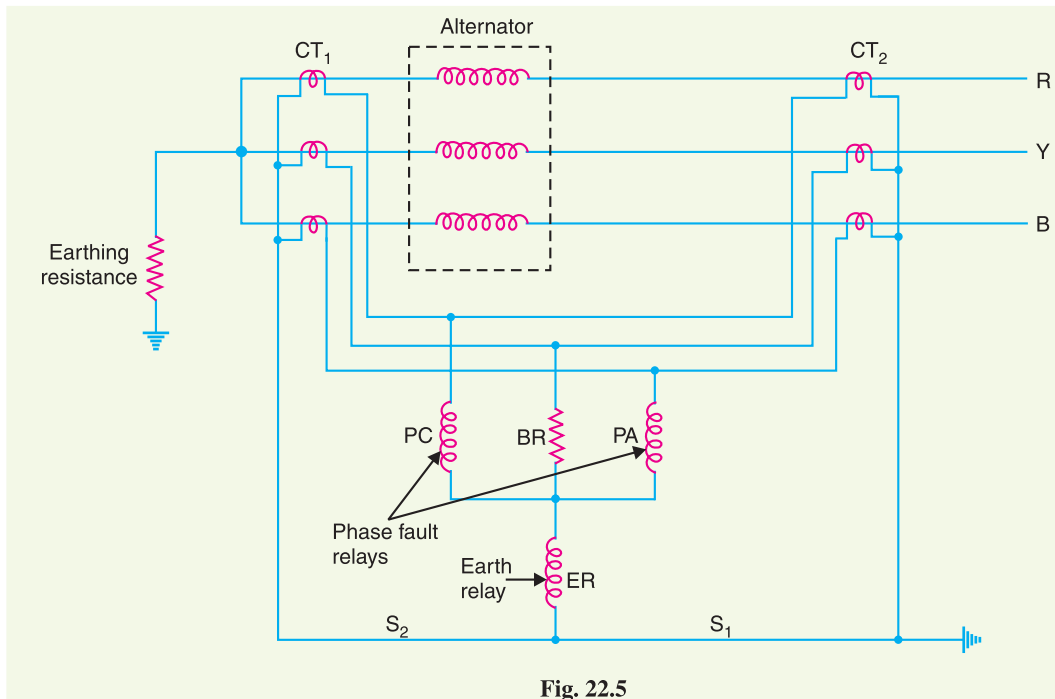 Alternator
CT1
CT2
R
Y
B
Earthing
resistance
PC
BR
PA
Phase fault
relays
Earth
relay
ER
S2
S1
Fig. 22.5